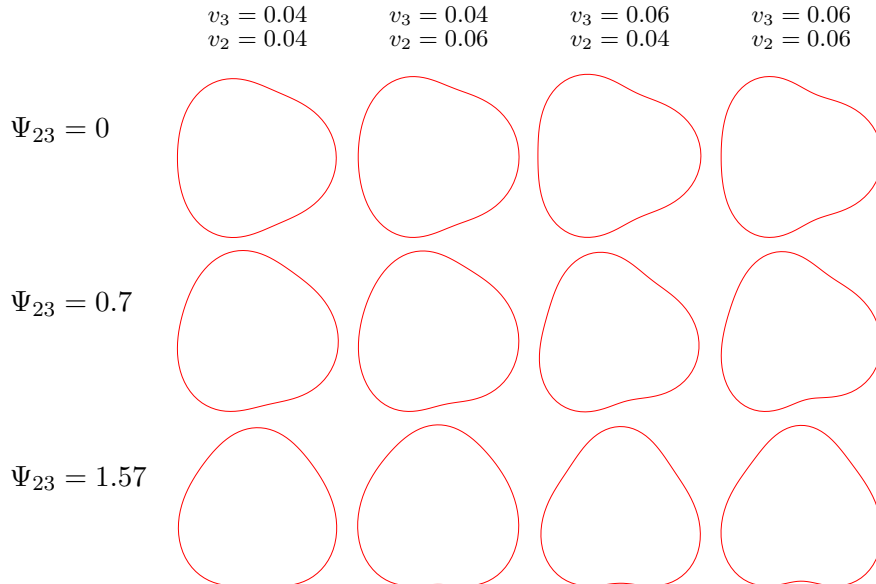 v₃ = 0.04 v₃ = 0.04 v₃ = 0.06 v₃ = 0.06
v₂ = 0.04 v₂ = 0.06 v₂ = 0.04 v₂ = 0.06
Ψ₂₃ = 0
Ψ₂₃ = 0.7
Ψ₂₃ = 1.57